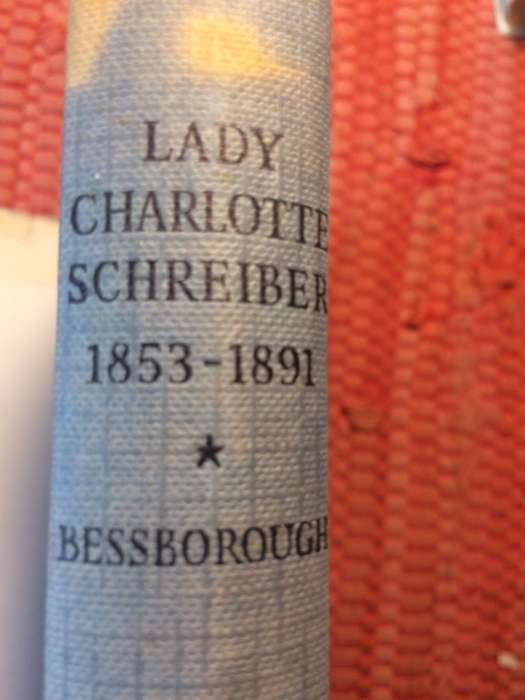 LADY
CHARLOTTE
SCHREIBER
1853-1891
★
BESSBOROUGH